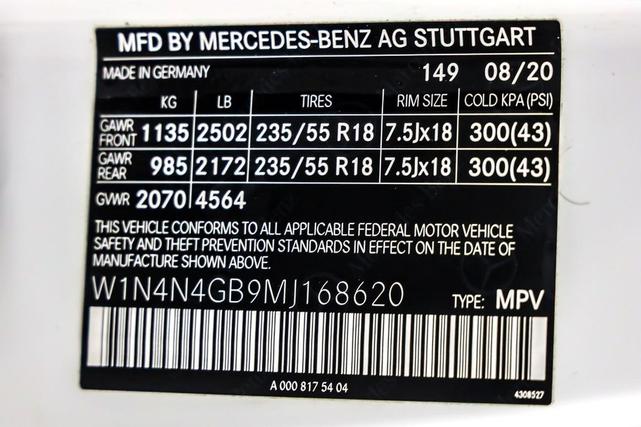 MFD BY MERCEDES-BENZ AG STUTTGART
MADE IN GERMANY 149 08/20
KG LB TIRES RIM SIZE COLD KPA (PSI)
GAWR FRONT 1135 2502 235/55 R18 7.5Jx18 300(43)
GAWR REAR 985 2172 235/55 R18 7.5Jx18 300(43)
GVWR 2070 4564
THIS VEHICLE CONFORMS TO ALL APPLICABLE FEDERAL MOTOR VEHICLE
SAFETY AND THEFT PREVENTION STANDARDS IN EFFECT ON THE DATE OF
MANUFACTURE SHOWN ABOVE.
W1N4N4GB9MJ168620 TYPE: MPV
A 000 817 54 04
4308527